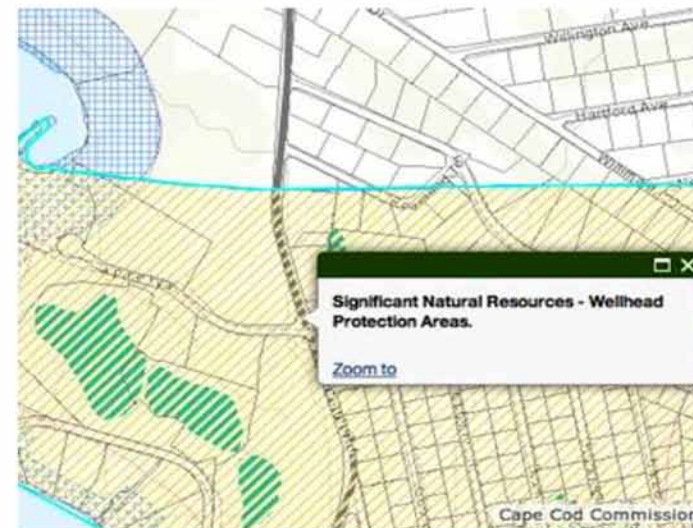 Willington Ave
Hartford Ave
Significant Natural Resources - Wellhead
Protection Areas.
Zoom to
Cape Cod Commission